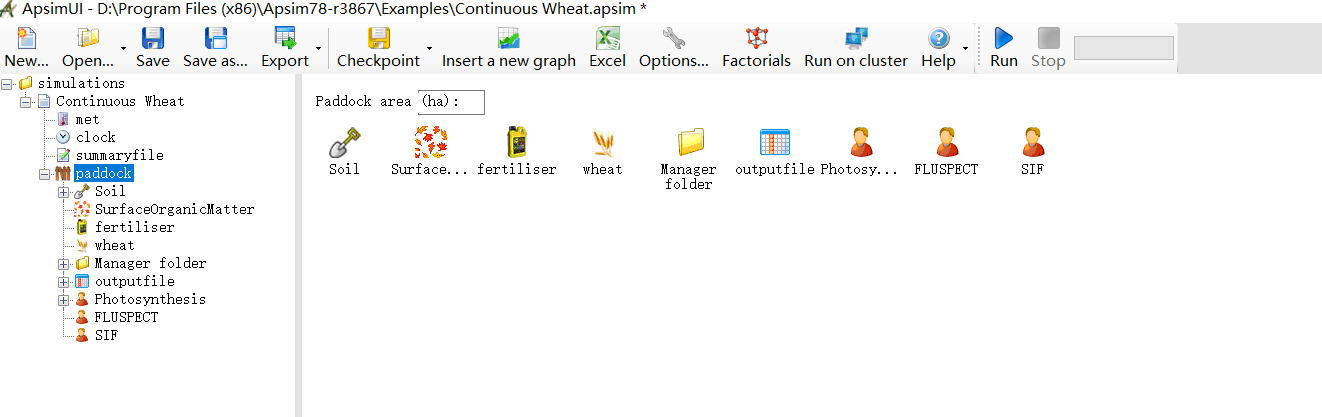 ApsimUI - D:\Program Files (x86)\Apsim78-r3867\Examples\Continuous Wheat.apsim *
New... Open... Save Save as... Export Checkpoint Insert a new graph Excel Options... Factorials Run on cluster Help Run Stop
simulations
Continuous Wheat
met
clock
summaryfile
paddock
Soil
SurfaceOrganicMatter
fertiliser
wheat
Manager folder
outputfile
Photosynthesis
FLUSPECT
SIF
Paddock area (ha):
Soil Surface... fertiliser wheat Manager outputfile Photosy... FLUSPECT SIF
folder